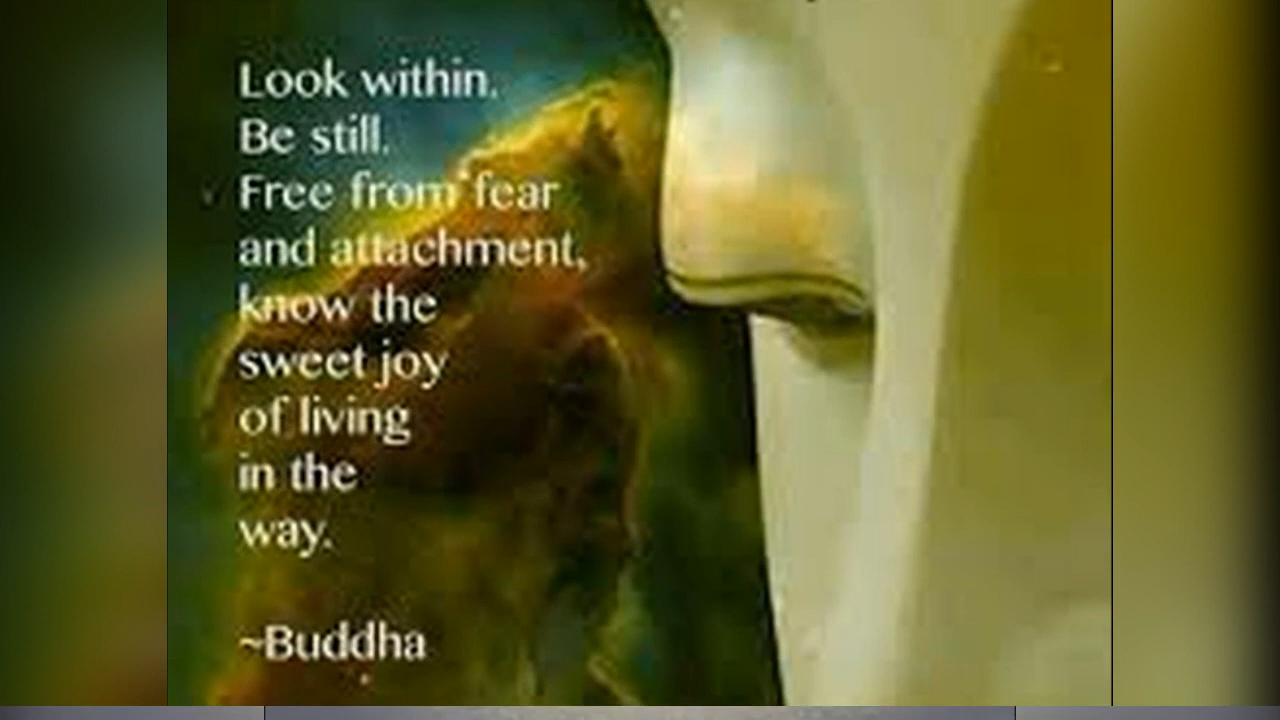 Look within.
Be still.
Free from fear
and attachment,
know the
sweet joy
of living
in the
way.
~Buddha